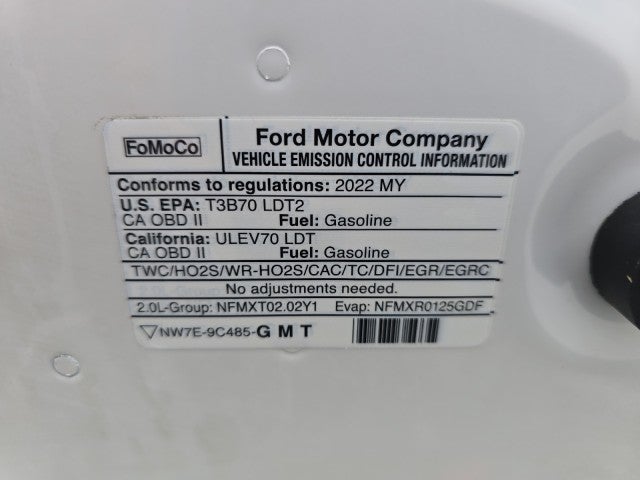 FoMoCo
Ford Motor Company
VEHICLE EMISSION CONTROL INFORMATION
Conforms to regulations: 2022 MY
U.S. EPA: T3B70 LDT2
CA OBD II Fuel: Gasoline
California: ULEV70 LDT
CA OBD II Fuel: Gasoline
TWC/HO2S/WR-HO2S/CAC/TC/DFI/EGR/EGRC
No adjustments needed.
2.0L-Group: NFMXT02.02Y1 Evap: NFMXR0125GDF
NW7E-9C485-G M T